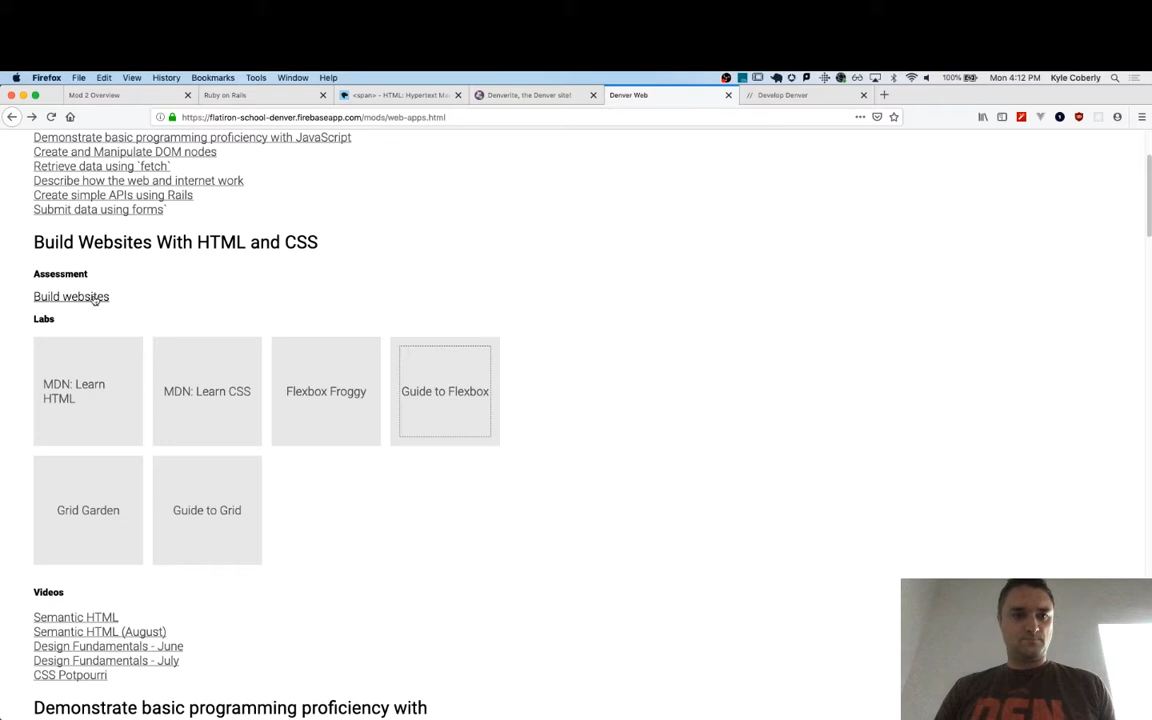 Firefox File Edit View History Bookmarks Tools Window Help 100% Mon 4:12 PM Kyle Coberly
Mod 2 Overview Ruby on Rails <span> - HTML: Hypertext Ma Denverite, the Denver site! Denver Web // Develop Denver
https://flatiron-school-denver.firebaseapp.com/mods/web-apps.html
Demonstrate basic programming proficiency with JavaScript
Create and Manipulate DOM nodes
Retrieve data using `fetch`
Describe how the web and internet work
Create simple APIs using Rails
Submit data using forms`
Build Websites With HTML and CSS
Assessment
Build websites
Labs
MDN: Learn HTML
MDN: Learn CSS
Flexbox Froggy
Guide to Flexbox
Grid Garden
Guide to Grid
Videos
Semantic HTML
Semantic HTML (August)
Design Fundamentals - June
Design Fundamentals - July
CSS Potpourri
Demonstrate basic programming proficiency with